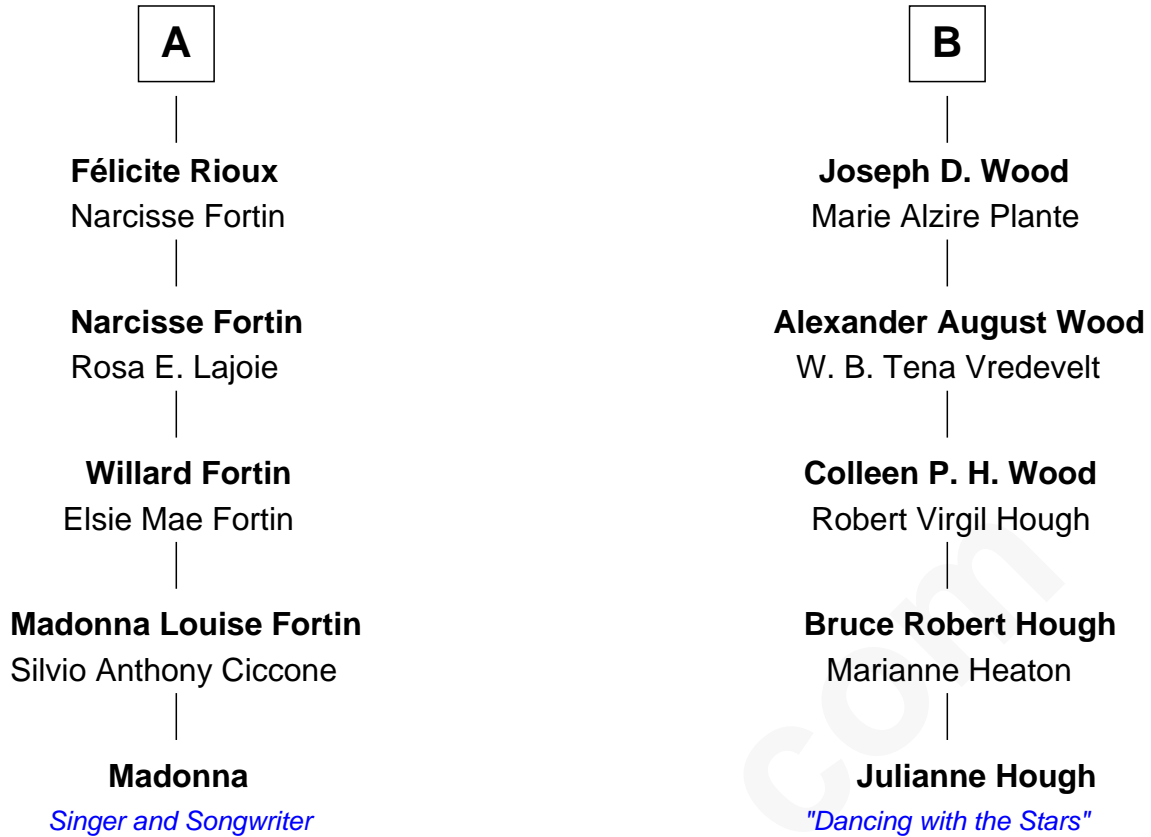 A
B
Félicite Rioux
Narcisse Fortin
Joseph D. Wood
Marie Alzire Plante
Narcisse Fortin
Rosa E. Lajoie
Alexander August Wood
W. B. Tena Vredevelt
Willard Fortin
Elsie Mae Fortin
Colleen P. H. Wood
Robert Virgil Hough
Madonna Louise Fortin
Silvio Anthony Ciccone
Bruce Robert Hough
Marianne Heaton
Madonna
Singer and Songwriter
Julianne Hough
"Dancing with the Stars"
com